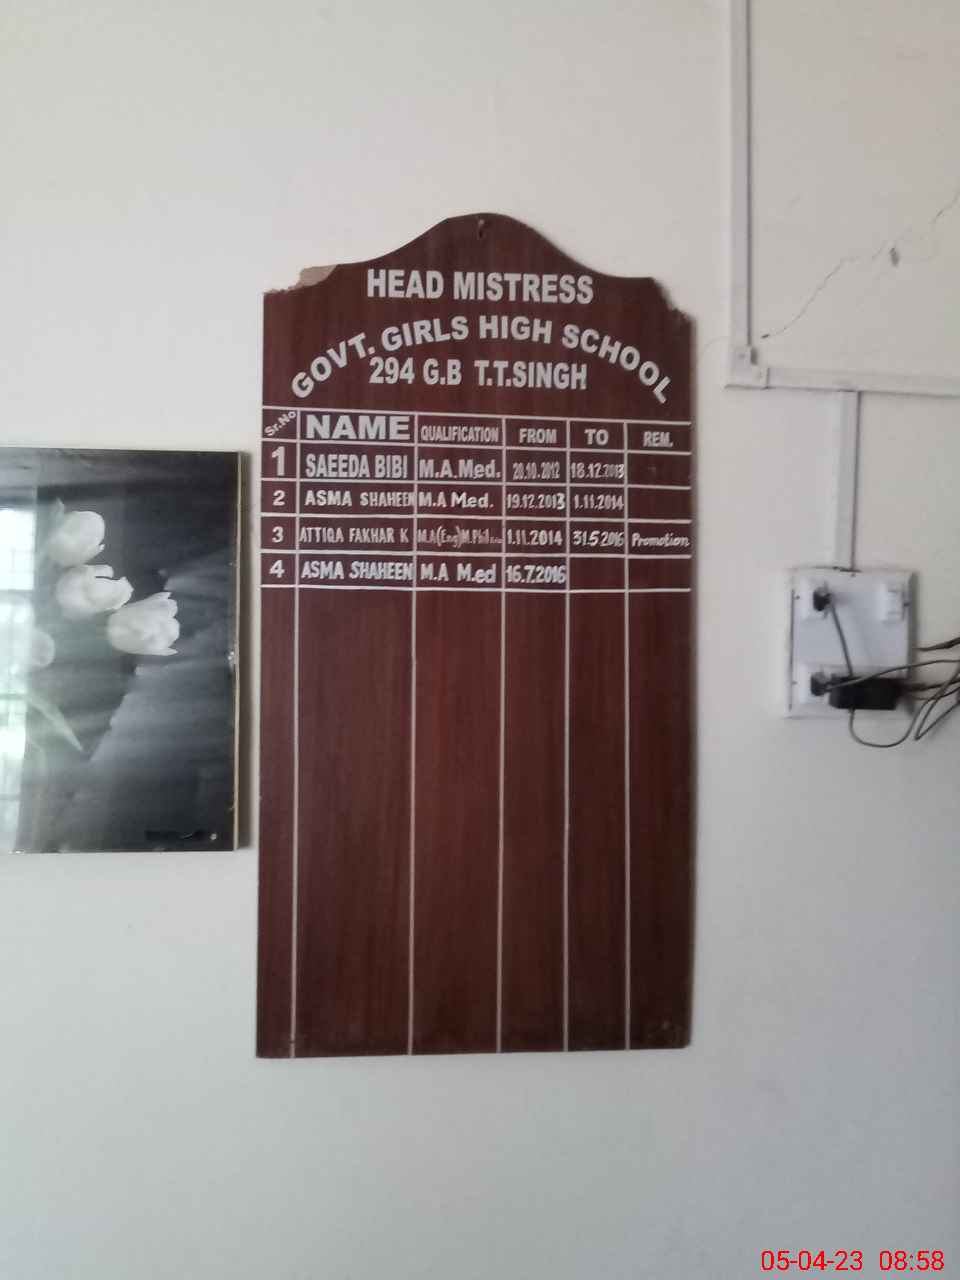 HEAD MISTRESS
GOVT. GIRLS HIGH SCHOOL
294 G.B T.T.SINGH
Sr.No NAME QUALIFICATION FROM TO REM.
1 SAEEDA BIBI M.A.Med. 20.10.2012 18.12.2013
2 ASMA SHAHEEN M.A Med. 19.12.2013 1.11.2014
3 ATTIQA FAKHAR K M.A(Eng)M.Phil 1.11.2014 31.5.2016 Promotion
4 ASMA SHAHEEN M.A M.ed 16.7.2016
05-04-23 08:58